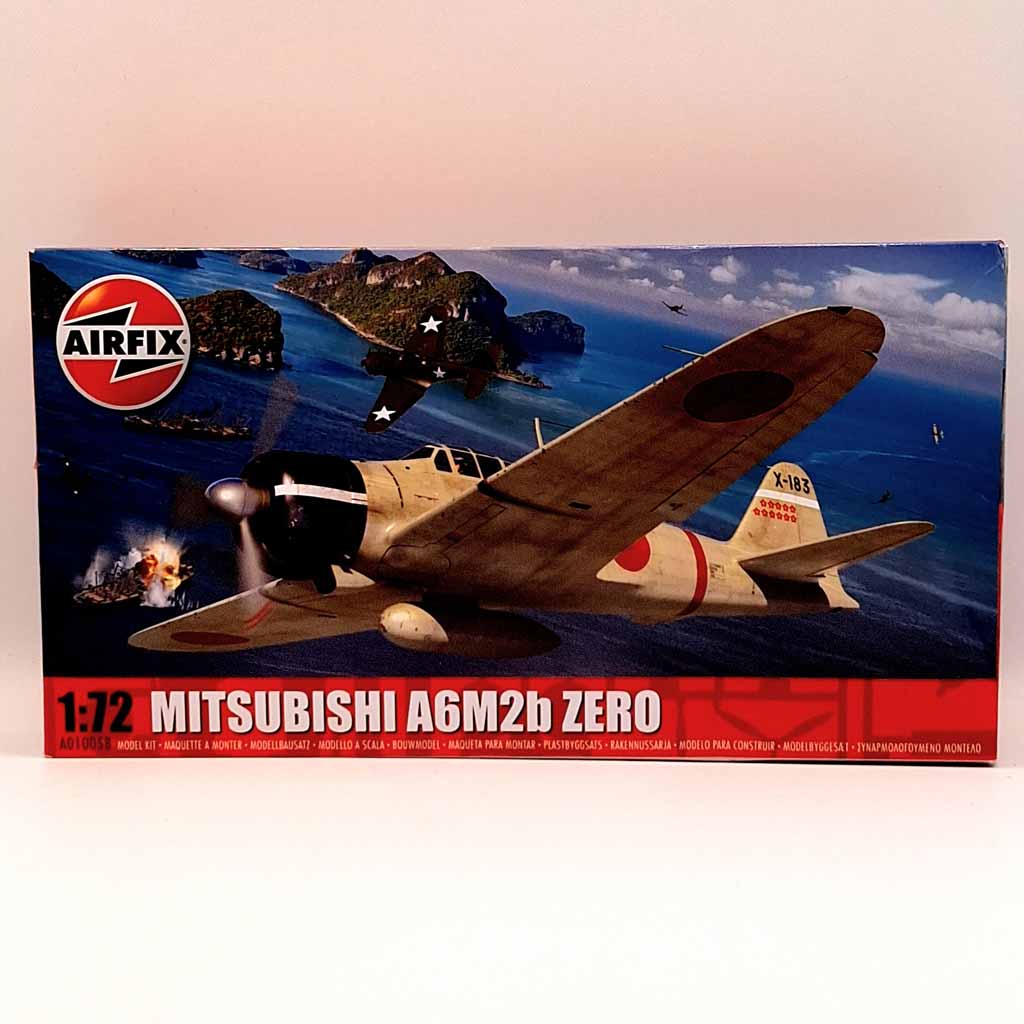 AIRFIX
X-183
1:72 MITSUBISHI A6M2b ZERO
A01005B MODEL KIT • MAQUETTE A MONTER • MODELLBAUSATZ • MODELLO A SCALA • BOUWMODEL • MAQUETA PARA MONTAR • PLASTBYGGSATS • RAKENNUSSARJA • MODELO PARA CONSTRUIR • MODELBYGGESAT • ΣΥΝΑΡΜΟΛΟΓΟΥΜΕΝΟ ΜΟΝΤΕΛΟ